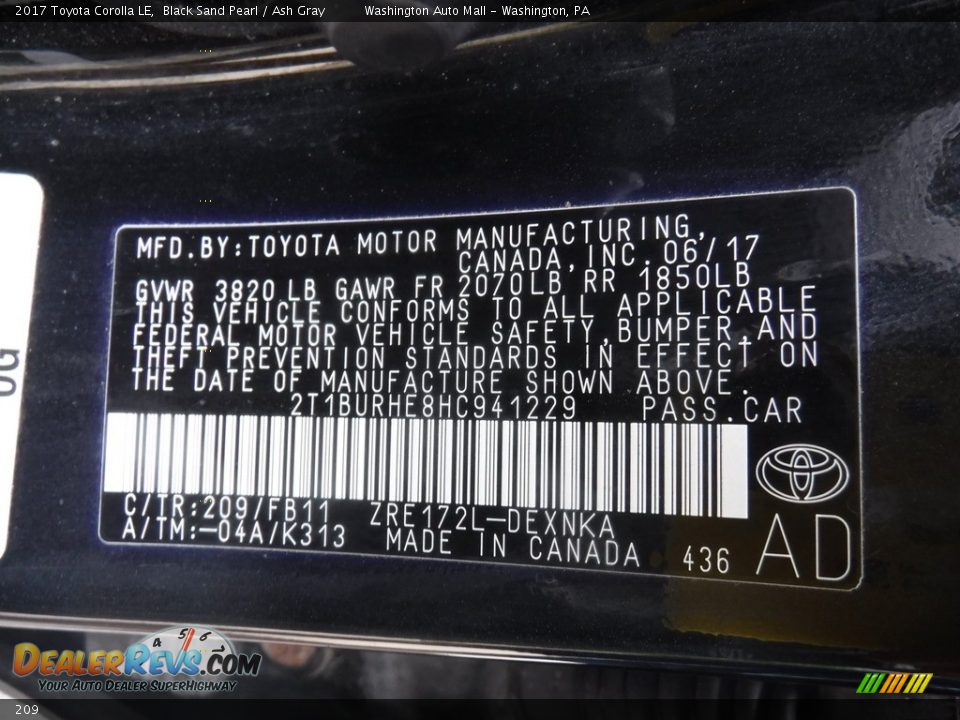 2017 Toyota Corolla LE, Black Sand Pearl / Ash Gray Washington Auto Mall - Washington, PA
MFD.BY:TOYOTA MOTOR MANUFACTURING,
CANADA,INC.06/17
GVWR 3820 LB GAWR FR 2070LB RR 1850LB
THIS VEHICLE CONFORMS TO ALL APPLICABLE
FEDERAL MOTOR VEHICLE SAFETY,BUMPER,AND
THEFT PREVENTION STANDARDS IN EFFECT ON
THE DATE OF MANUFACTURE SHOWN ABOVE.
2T1BURHE8HC941229 PASS.CAR
C/TR:209/FB11 ZRE172L-DEXNKA
A/TM:-04A/K313 MADE IN CANADA 436 AD
4 5 6 7
DEALERREVS.COM
YOUR AUTO DEALER SUPERHIGHWAY
209